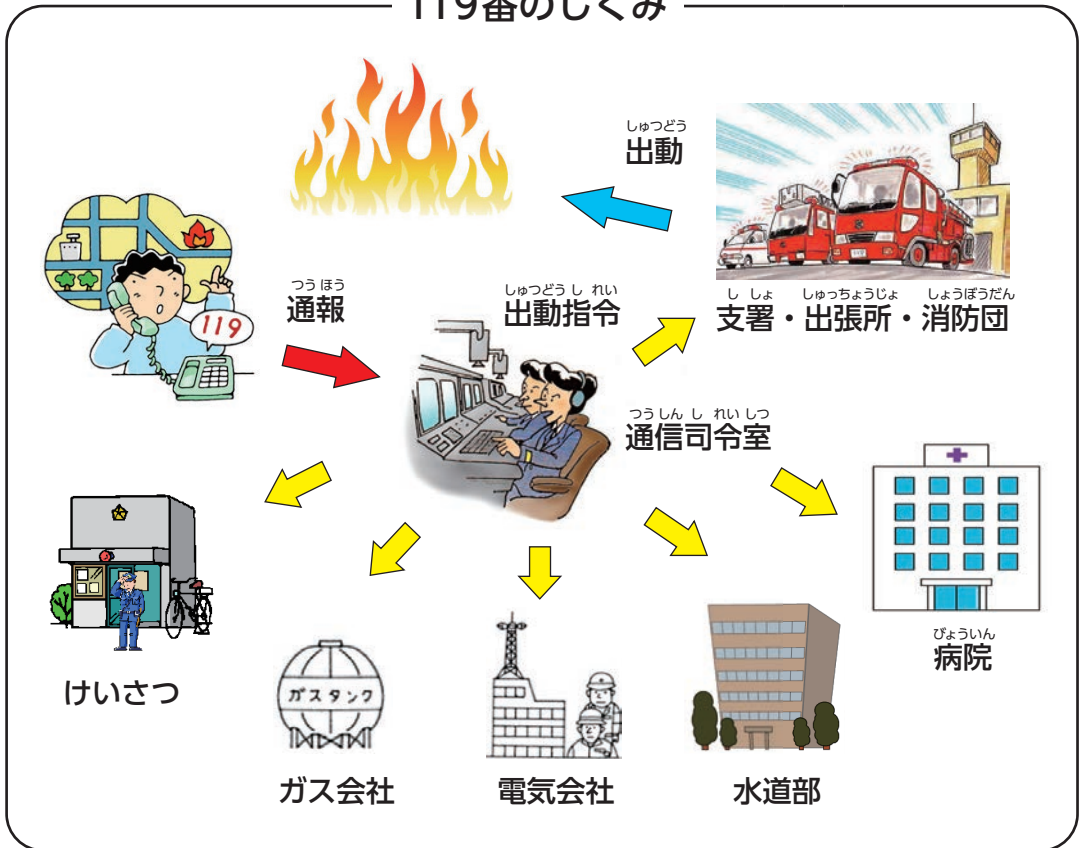 119番のしくみ
しゅつどう
出動
つうほう
通報
119
しゅつどうしれい
出動指令
ししょ しゅっちょうじょ しょうぼうだん
支署・出張所・消防団
つうしんしれいしつ
通信司令室
びょういん
病院
けいさつ
ガスタンク
ガス会社
電気会社
水道部